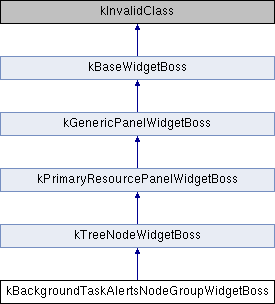 kInvalidClass
kBaseWidgetBoss
kGenericPanelWidgetBoss
kPrimaryResourcePanelWidgetBoss
kTreeNodeWidgetBoss
kBackgroundTaskAlertsNodeGroupWidgetBoss